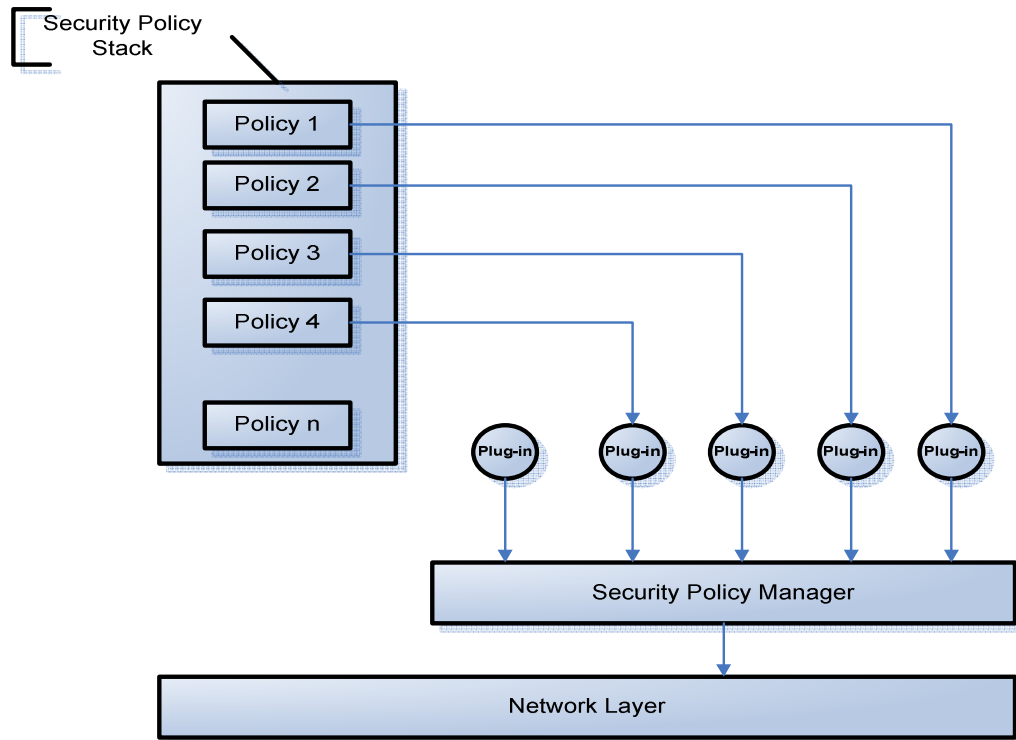 Security Policy
Stack
Policy 1
Policy 2
Policy 3
Policy 4
Policy n
Plug-in
Plug-in
Plug-in
Plug-in
Plug-in
Security Policy Manager
Network Layer